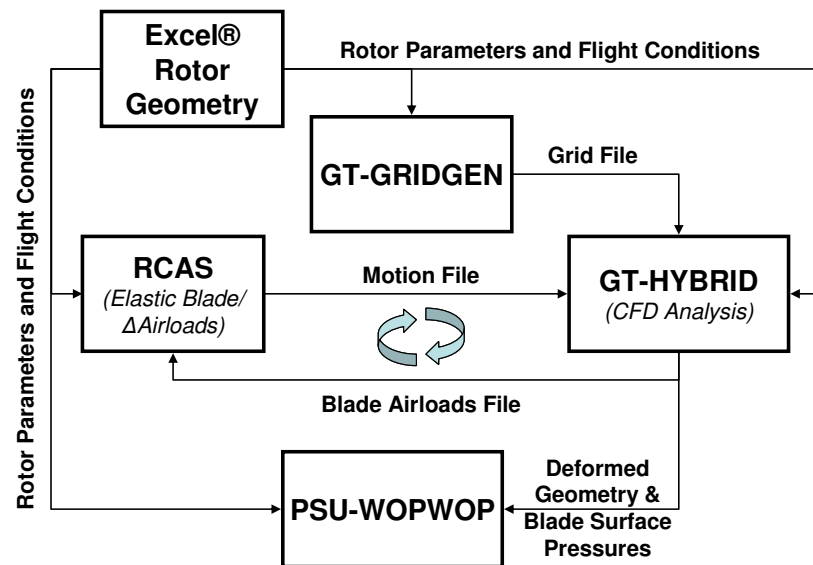 Excel®
Rotor
Geometry
Rotor Parameters and Flight Conditions
GT-GRIDGEN
Grid File
Rotor Parameters and Flight Conditions
RCAS
(Elastic Blade/
ΔAirloads)
Motion File
GT-HYBRID
(CFD Analysis)
Blade Airloads File
PSU-WOPWOP
Deformed
Geometry &
Blade Surface
Pressures